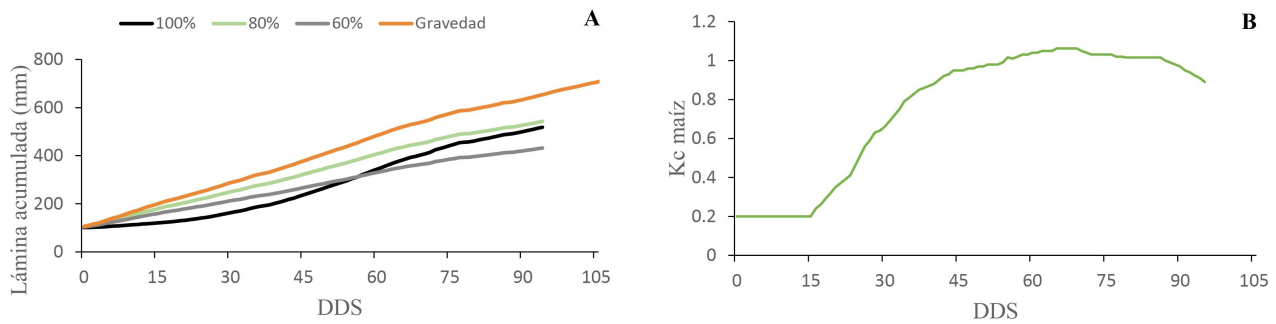 100% 80% 60% Gravedad
A
Lámina acumulada (mm)
800
600
400
200
0
0 15 30 45 60 75 90 105
DDS
B
Kc maíz
1.2
1
0.8
0.6
0.4
0.2
0
0 15 30 45 60 75 90 105
DDS